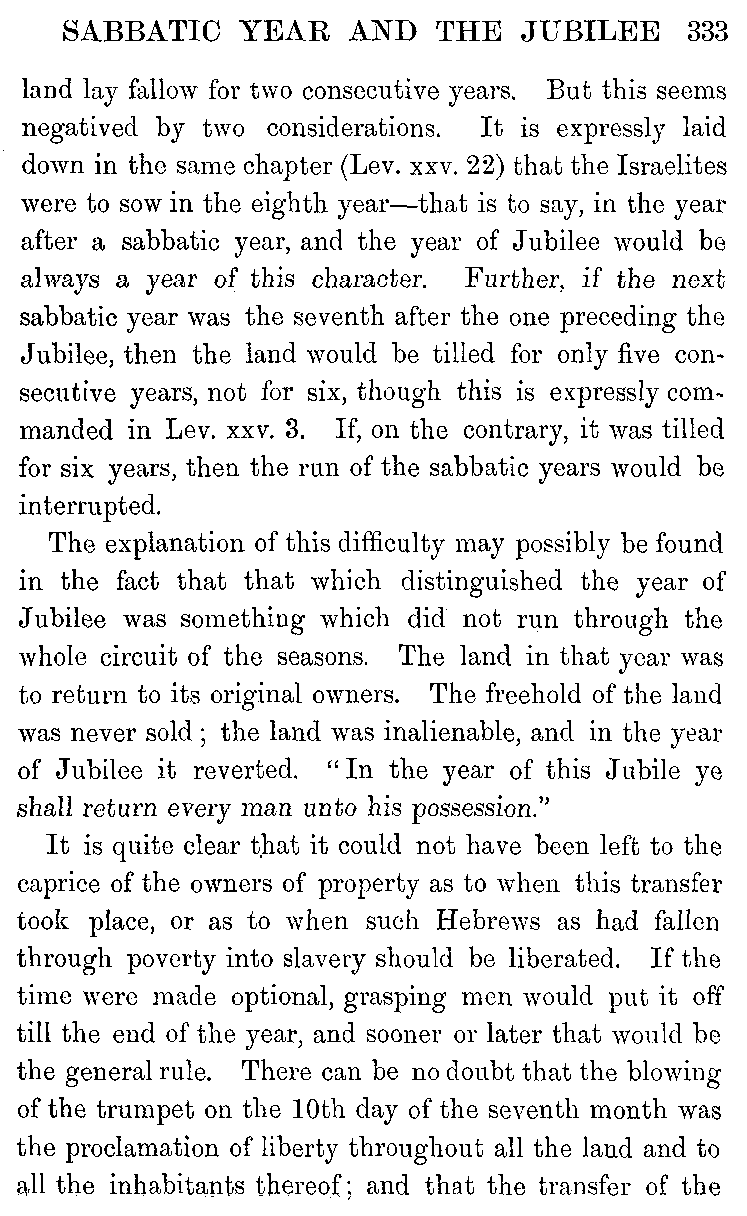 SABBATIC YEAR AND THE JUBILEE 333
land lay fallow for two consecutive years. But this seems
negatived by two considerations. It is expressly laid
down in the same chapter (Lev. xxv. 22) that the Israelites
were to sow in the eighth year—that is to say, in the year
after a sabbatic year, and the year of Jubilee would be
always a year of this character. Further, if the next
sabbatic year was the seventh after the one preceding the
Jubilee, then the land would be tilled for only five con-
secutive years, not for six, though this is expressly com-
manded in Lev. xxv. 3. If, on the contrary, it was tilled
for six years, then the run of the sabbatic years would be
interrupted.
The explanation of this difficulty may possibly be found
in the fact that that which distinguished the year of
Jubilee was something which did not run through the
whole circuit of the seasons. The land in that year was
to return to its original owners. The freehold of the land
was never sold; the land was inalienable, and in the year
of Jubilee it reverted. "In the year of this Jubile ye
shall return every man unto his possession."
It is quite clear that it could not have been left to the
caprice of the owners of property as to when this transfer
took place, or as to when such Hebrews as had fallen
through poverty into slavery should be liberated. If the
time were made optional, grasping men would put it off
till the end of the year, and sooner or later that would be
the general rule. There can be no doubt that the blowing
of the trumpet on the 10th day of the seventh month was
the proclamation of liberty throughout all the land and to
all the inhabitants thereof; and that the transfer of the